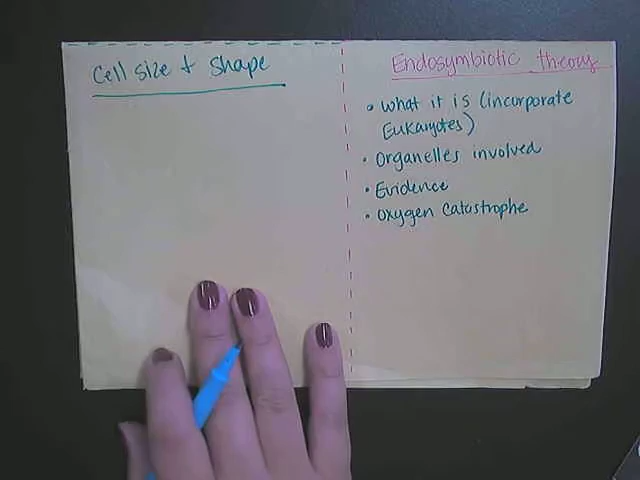 Cell size & shape
Endosymbiotic theory
• What it is (incorporate
Eukaryotes)
• Organelles involved
• Evidence
• Oxygen Catastrophe